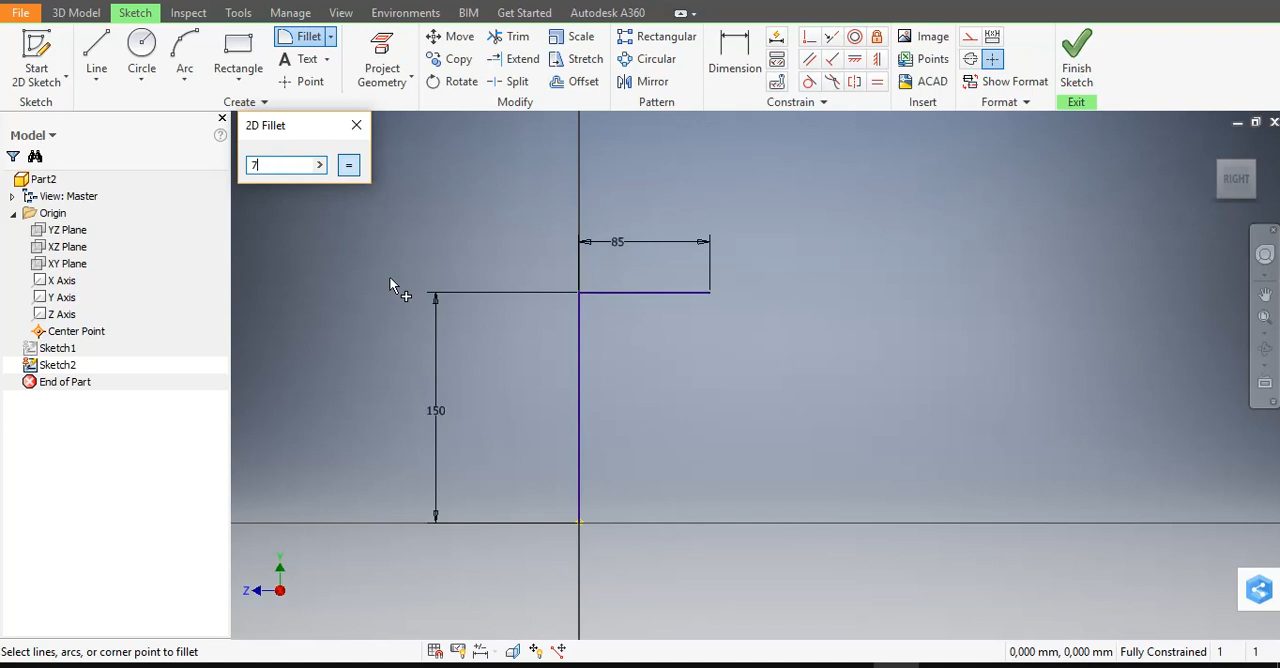 File 3D Model Sketch Inspect Tools Manage View Environments BIM Get Started Autodesk A360
Start
2D Sketch
Sketch
Line
Circle
Arc
Rectangle
Fillet
Text
Point
Create
Project
Geometry
Move Trim Scale
Copy Extend Stretch
Rotate Split Offset
Modify
Rectangular
Circular
Mirror
Pattern
Dimension
Constrain
Image
Points
ACAD
Insert
Show Format
Format
Finish
Sketch
Exit
Model
Part2
View: Master
Origin
YZ Plane
XZ Plane
XY Plane
X Axis
Y Axis
Z Axis
Center Point
Sketch1
Sketch2
End of Part
2D Fillet
7
=
85
150
RIGHT
Y
Z
Select lines, arcs, or corner point to fillet
0,000 mm, 0,000 mm Fully Constrained 1 1